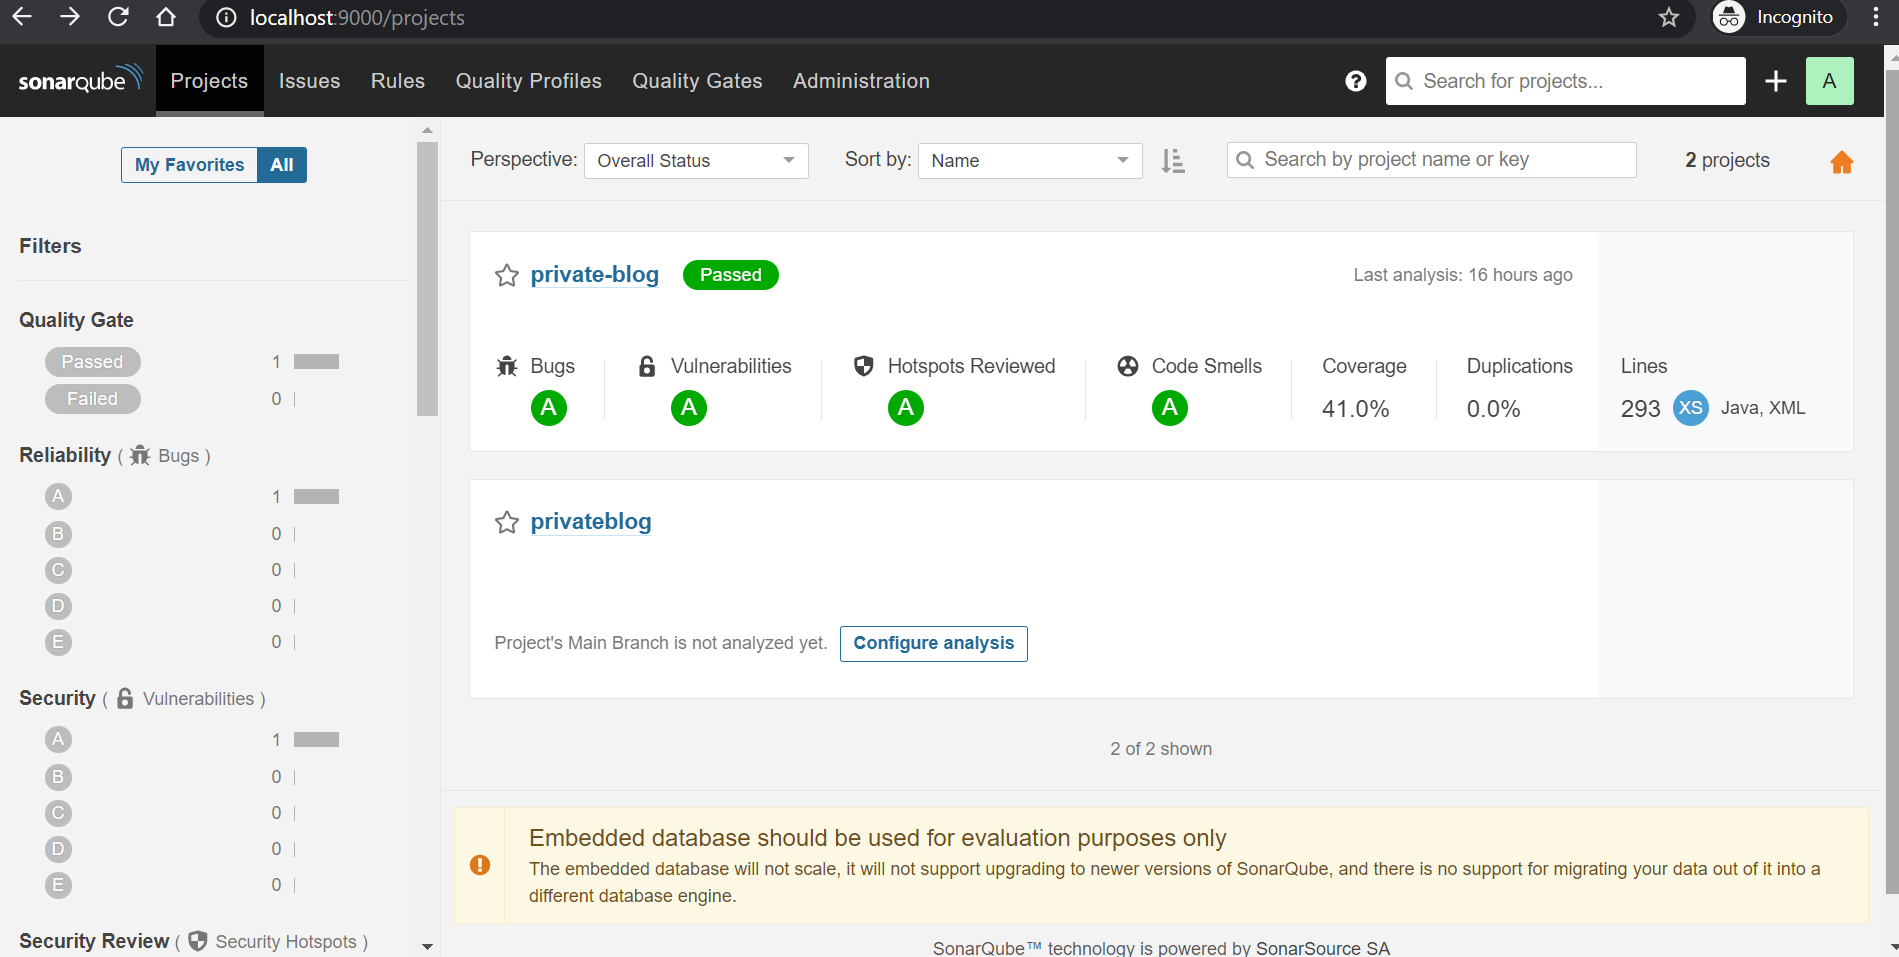 localhost:9000/projects
Incognito
sonarqube
Projects
Issues
Rules
Quality Profiles
Quality Gates
Administration
?
Search for projects...
+
A
My Favorites
All
Filters
Quality Gate
Passed 1
Failed 0
Reliability ( Bugs )
A 1
B 0
C 0
D 0
E 0
Security ( Vulnerabilities )
A 1
B 0
C 0
D 0
E 0
Security Review ( Security Hotspots )
Perspective: Overall Status
Sort by: Name
Search by project name or key
2 projects
private-blog Passed
Last analysis: 16 hours ago
Bugs
A
Vulnerabilities
A
Hotspots Reviewed
A
Code Smells
A
Coverage
41.0%
Duplications
0.0%
Lines
293 XS Java, XML
privateblog
Project's Main Branch is not analyzed yet. Configure analysis
2 of 2 shown
Embedded database should be used for evaluation purposes only
The embedded database will not scale, it will not support upgrading to newer versions of SonarQube, and there is no support for migrating your data out of it into a
different database engine.
SonarQube™ technology is powered by SonarSource SA